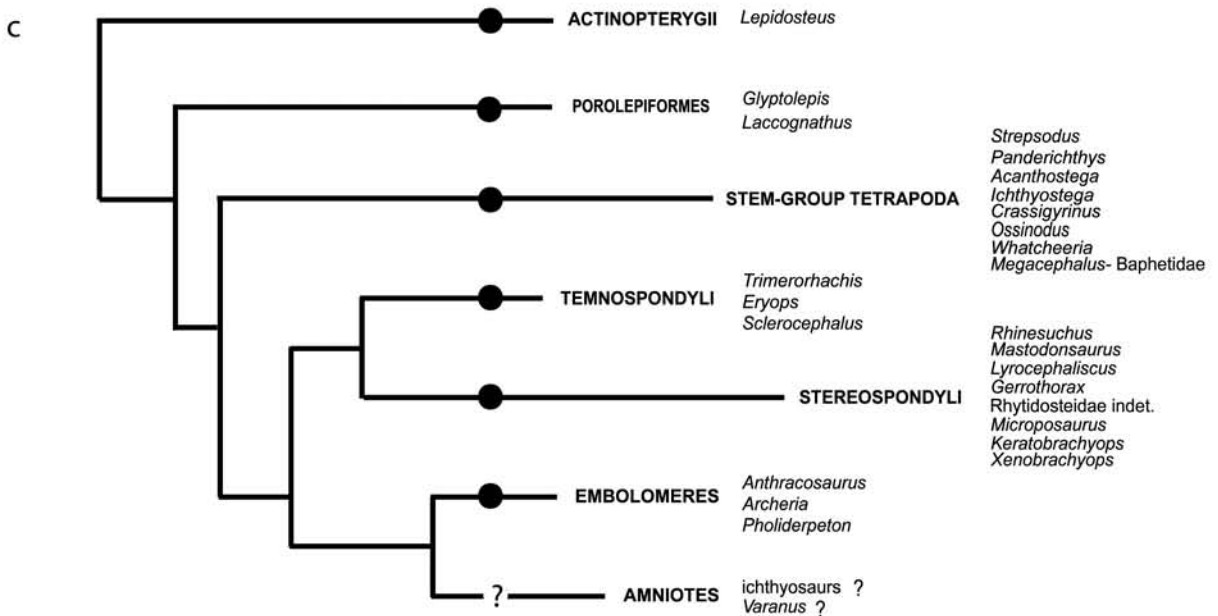 C
ACTINOPTERYGII Lepidosteus
POROLEPIFORMES
Glyptolepis
Laccognathus
STEM-GROUP TETRAPODA
Strepsodus
Panderichthys
Acanthostega
Ichthyostega
Crassigyrinus
Ossinodus
Whatcheeria
Megacephalus- Baphetidae
TEMNOSPONDYLI
Trimerorhachis
Eryops
Sclerocephalus
STEREOSPONDYLI
Rhinesuchus
Mastodonsaurus
Lyrocephaliscus
Gerrothorax
Rhytidosteidae indet.
Microposaurus
Keratobrachyops
Xenobrachyops
EMBOLOMERES
Anthracosaurus
Archeria
Pholiderpeton
? AMNIOTES
ichthyosaurs ?
Varanus ?